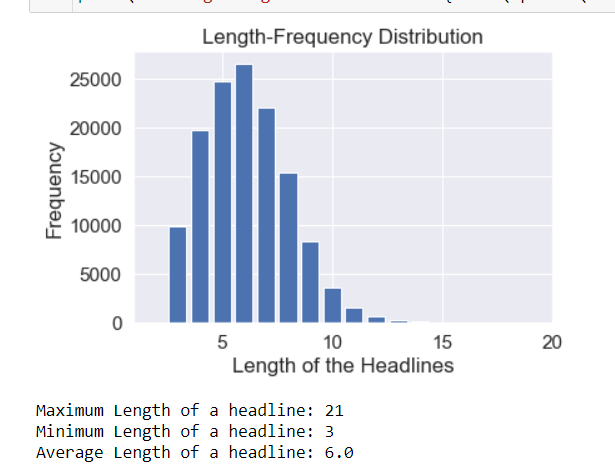 Length-Frequency Distribution
25000
20000
15000
10000
5000
0
Frequency
5 10 15 20
Length of the Headlines
Maximum Length of a headline: 21
Minimum Length of a headline: 3
Average Length of a headline: 6.0